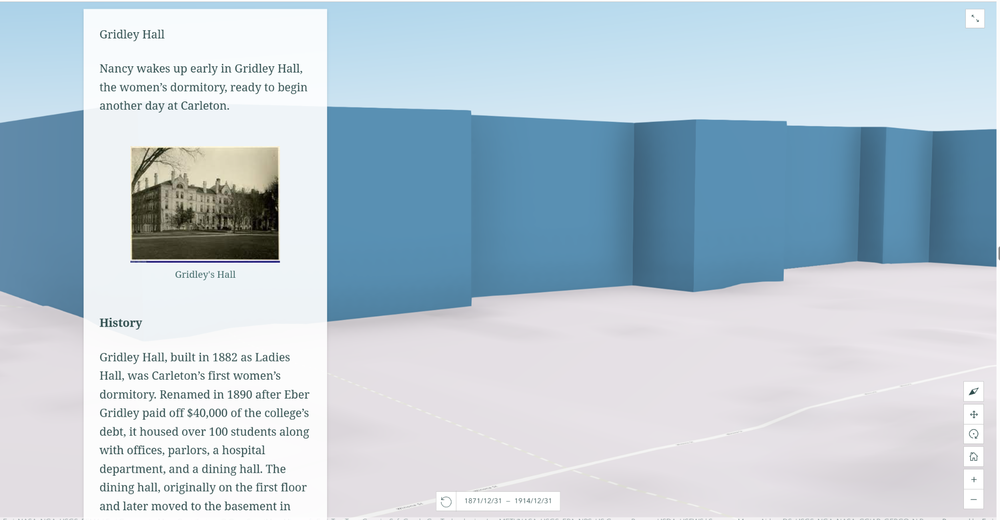 Gridley Hall
Nancy wakes up early in Gridley Hall,
the women’s dormitory, ready to begin
another day at Carleton.
Gridley's Hall
History
Gridley Hall, built in 1882 as Ladies
Hall, was Carleton’s first women’s
dormitory. Renamed in 1890 after Eber
Gridley paid off $40,000 of the college’s
debt, it housed over 100 students along
with offices, parlors, a hospital
department, and a dining hall. The
dining hall, originally on the first floor
and later moved to the basement in
Winona St
Winona St
1871/12/31 – 1914/12/31